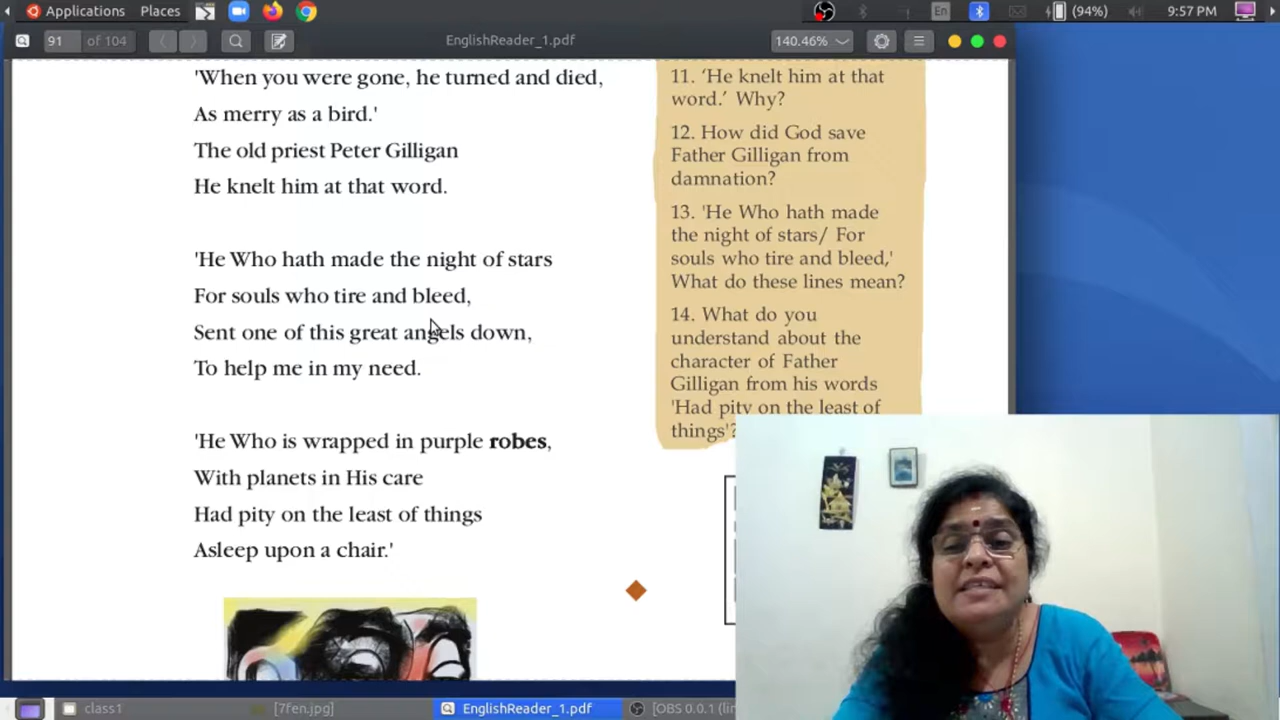 Applications Places En (94%) 9:57 PM
91 of 104 EnglishReader_1.pdf 140.46%
'When you were gone, he turned and died,
As merry as a bird.'
The old priest Peter Gilligan
He knelt him at that word.
'He Who hath made the night of stars
For souls who tire and bleed,
Sent one of this great angels down,
To help me in my need.
'He Who is wrapped in purple robes,
With planets in His care
Had pity on the least of things
Asleep upon a chair.'
11. ‘He knelt him at that
word.’ Why?
12. How did God save
Father Gilligan from
damnation?
13. 'He Who hath made
the night of stars/ For
souls who tire and bleed,'
What do these lines mean?
14. What do you
understand about the
character of Father
Gilligan from his words
'Had pity on the least of
things'?
class1 [7fen.jpg] EnglishReader_1.pdf [OBS 0.0.1 (lin